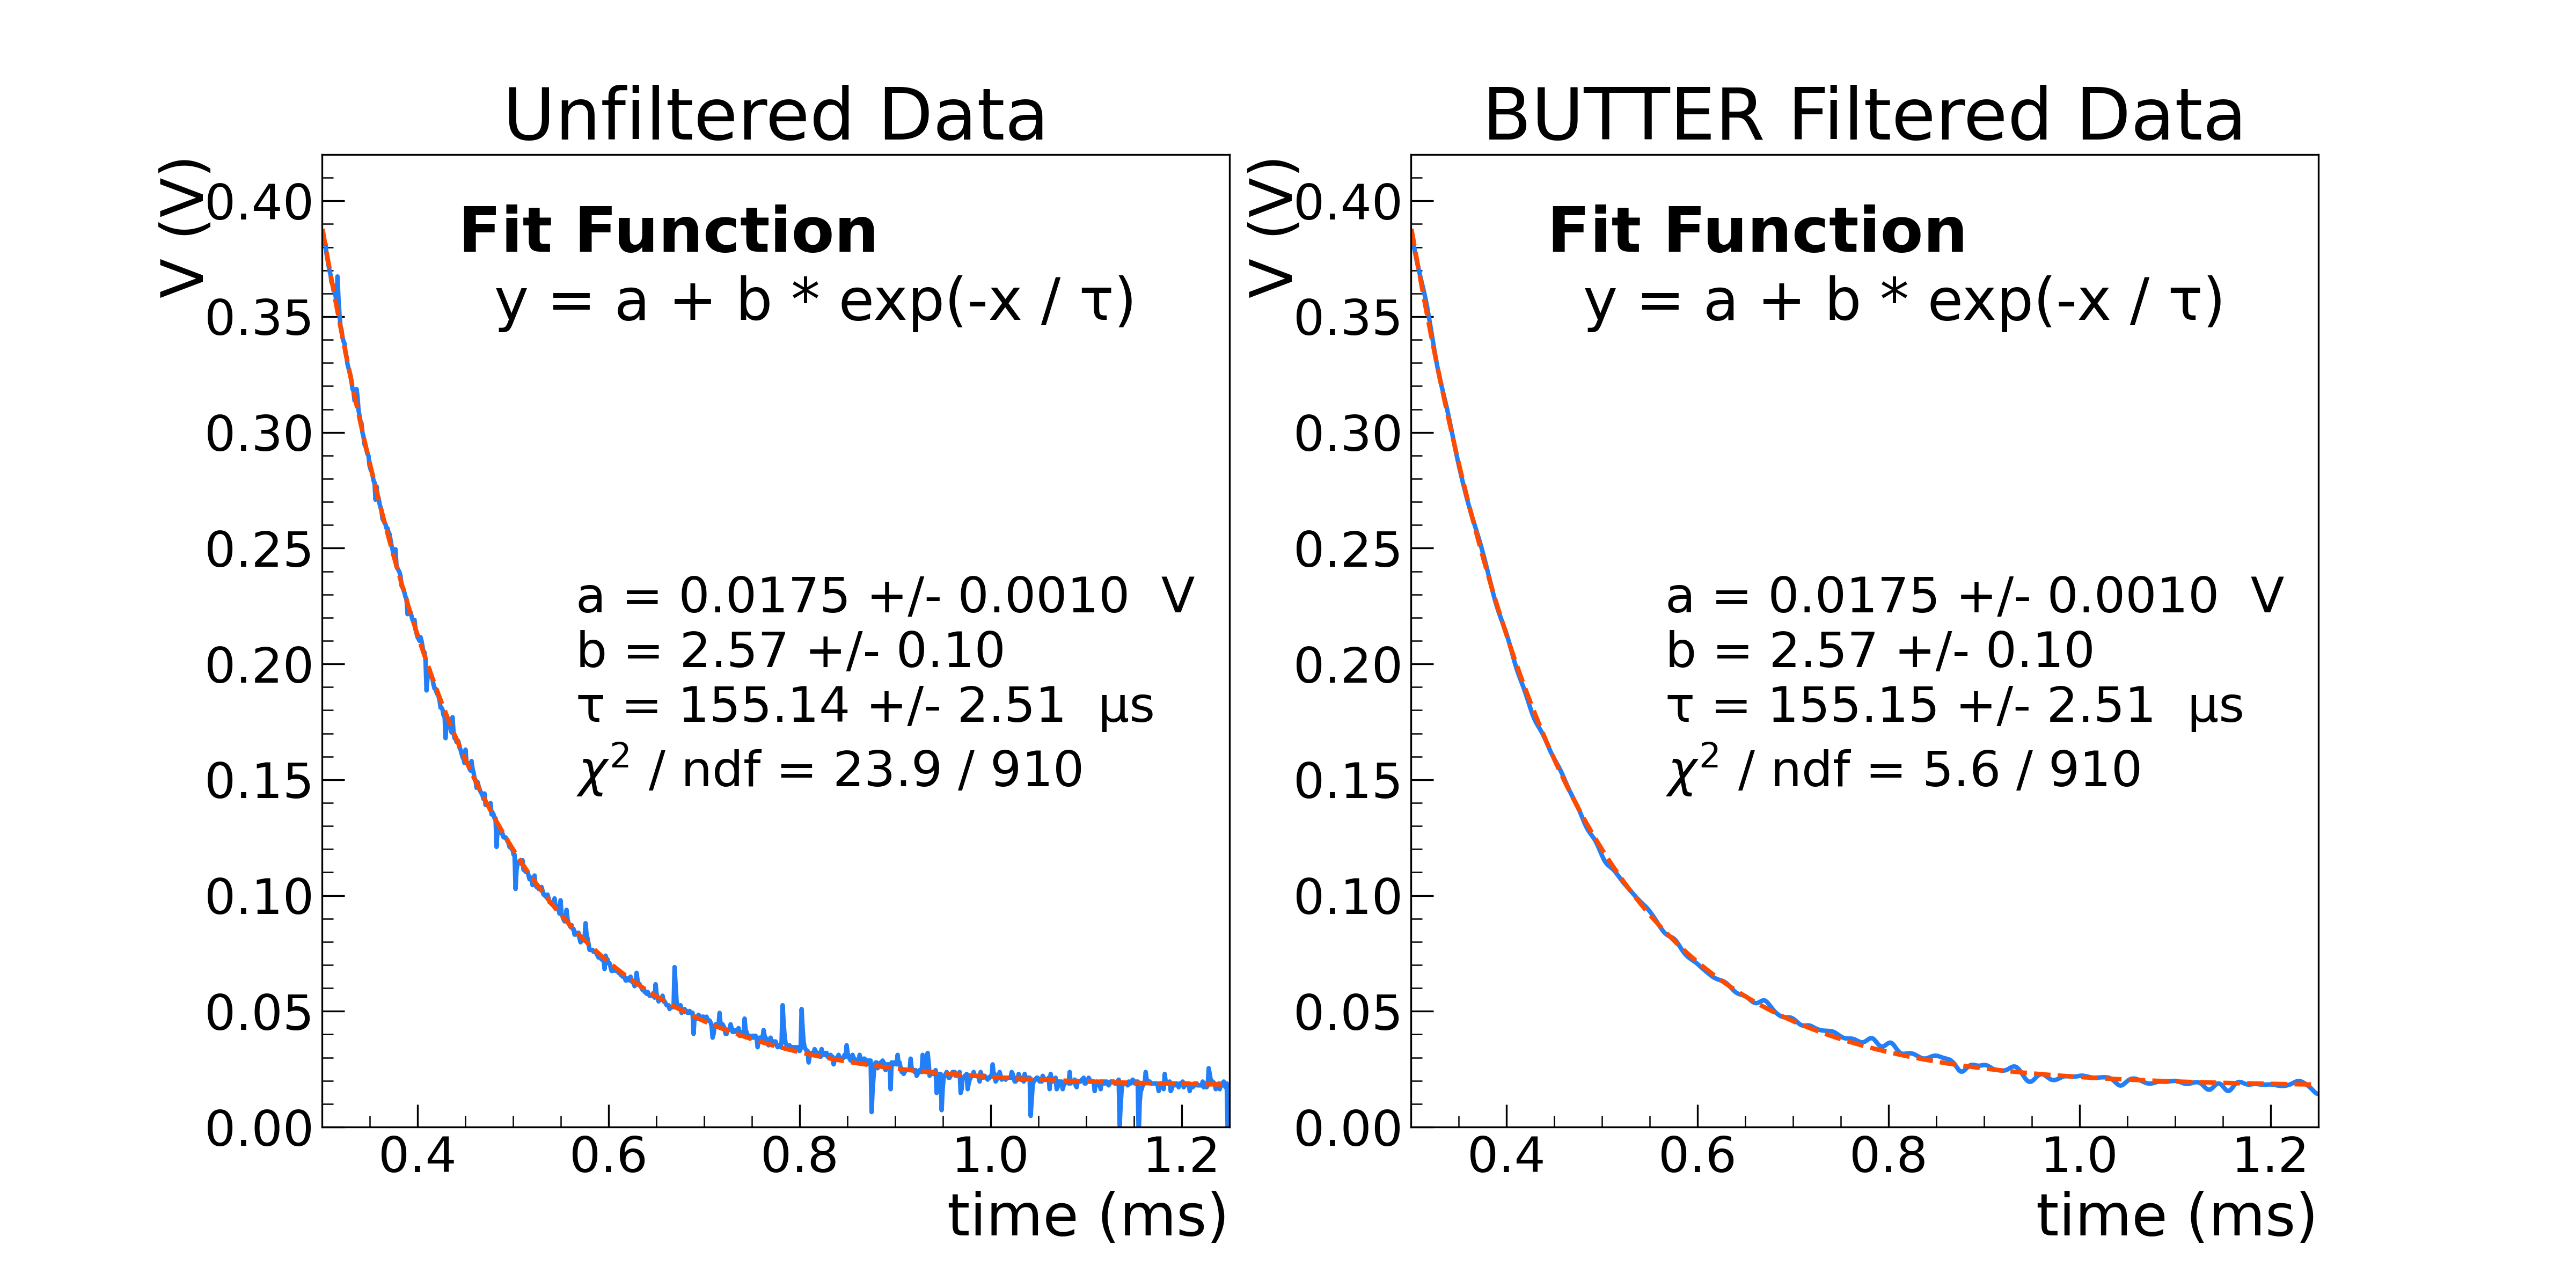 Unfiltered Data
V (V)
0.40
0.35
0.30
0.25
0.20
0.15
0.10
0.05
0.00
Fit Function
y = a + b * exp(-x / τ)
a = 0.0175 +/- 0.0010 V
b = 2.57 +/- 0.10
τ = 155.14 +/- 2.51 μs
χ² / ndf = 23.9 / 910
0.4 0.6 0.8 1.0 1.2
time (ms)
BUTTER Filtered Data
V (V)
0.40
0.35
0.30
0.25
0.20
0.15
0.10
0.05
0.00
Fit Function
y = a + b * exp(-x / τ)
a = 0.0175 +/- 0.0010 V
b = 2.57 +/- 0.10
τ = 155.15 +/- 2.51 μs
χ² / ndf = 5.6 / 910
0.4 0.6 0.8 1.0 1.2
time (ms)